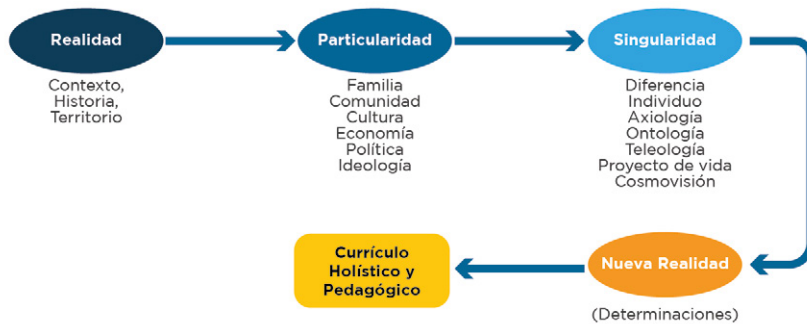 Realidad
Contexto,
Historia,
Territorio
Particularidad
Familia
Comunidad
Cultura
Economía
Política
Ideología
Singularidad
Diferencia
Individuo
Axiología
Ontología
Teleología
Proyecto de vida
Cosmovisión
Nueva Realidad
(Determinaciones)
Currículo
Holístico y
Pedagógico